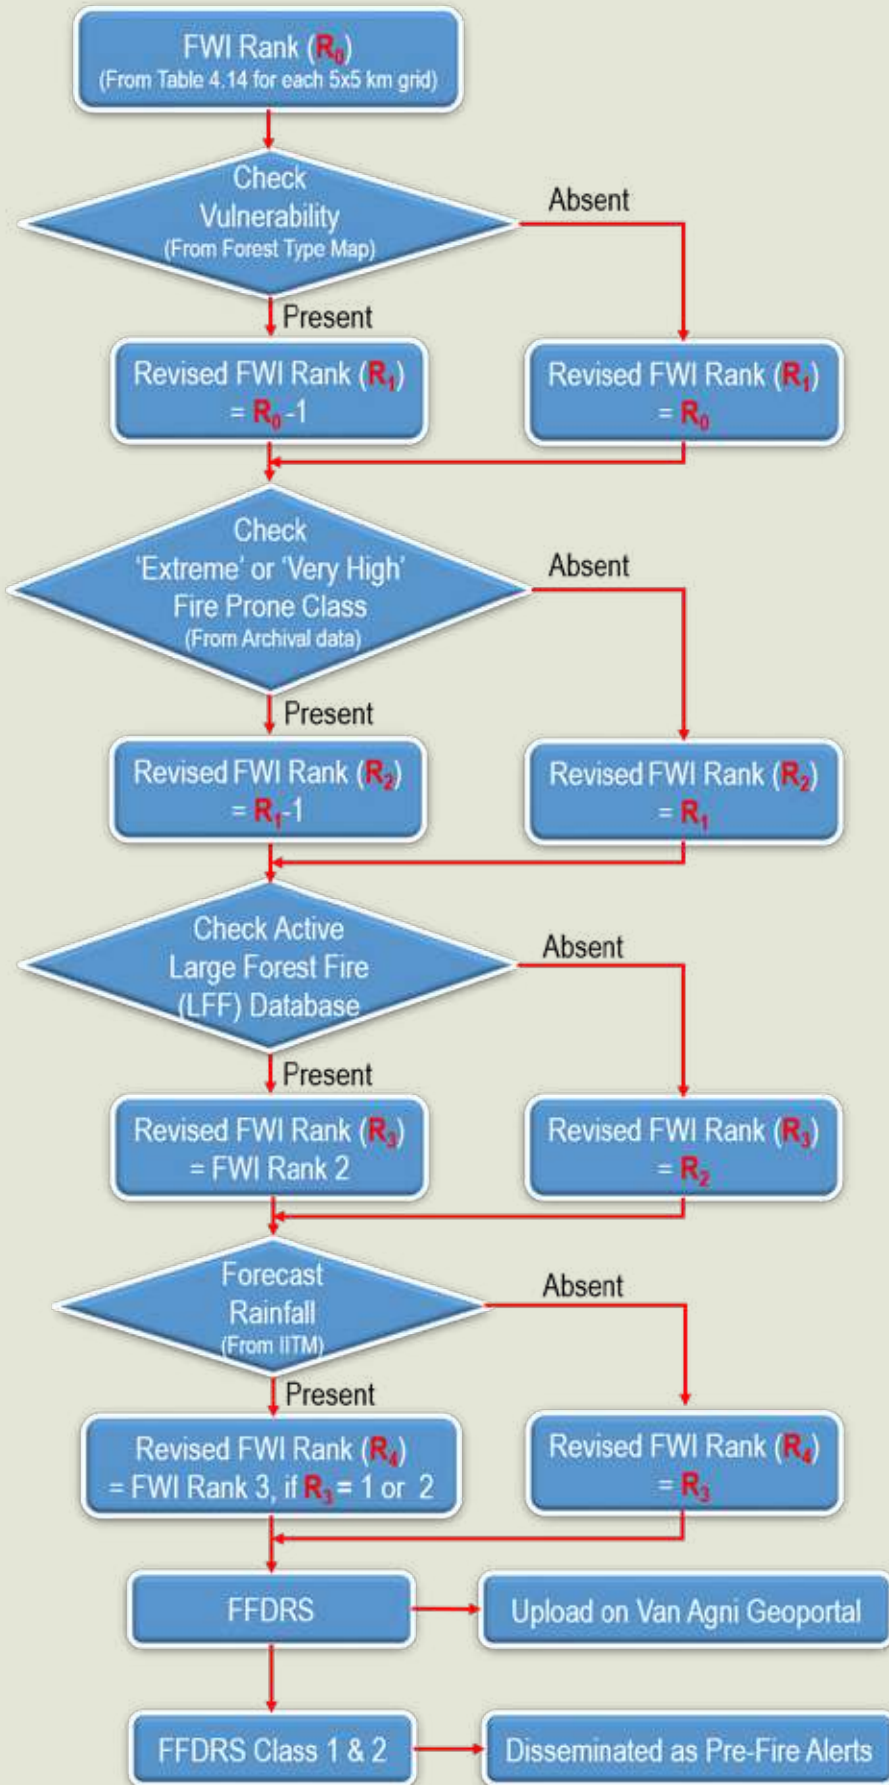 FWI Rank (R₀)
(From Table 4.14 for each 5x5 km grid)
Check
Vulnerability
(From Forest Type Map)
Absent
Present
Revised FWI Rank (R₁)
= R₀-1
Revised FWI Rank (R₁)
= R₀
Check
'Extreme' or 'Very High'
Fire Prone Class
(From Archival data)
Absent
Present
Revised FWI Rank (R₂)
= R₁-1
Revised FWI Rank (R₂)
= R₁
Check Active
Large Forest Fire
(LFF) Database
Absent
Present
Revised FWI Rank (R₃)
= FWI Rank 2
Revised FWI Rank (R₃)
= R₂
Forecast
Rainfall
(From IITM)
Absent
Present
Revised FWI Rank (R₄)
= FWI Rank 3, if R₃ = 1 or 2
Revised FWI Rank (R₄)
= R₃
FFDRS
Upload on Van Agni Geoportal
FFDRS Class 1 & 2
Disseminated as Pre-Fire Alerts